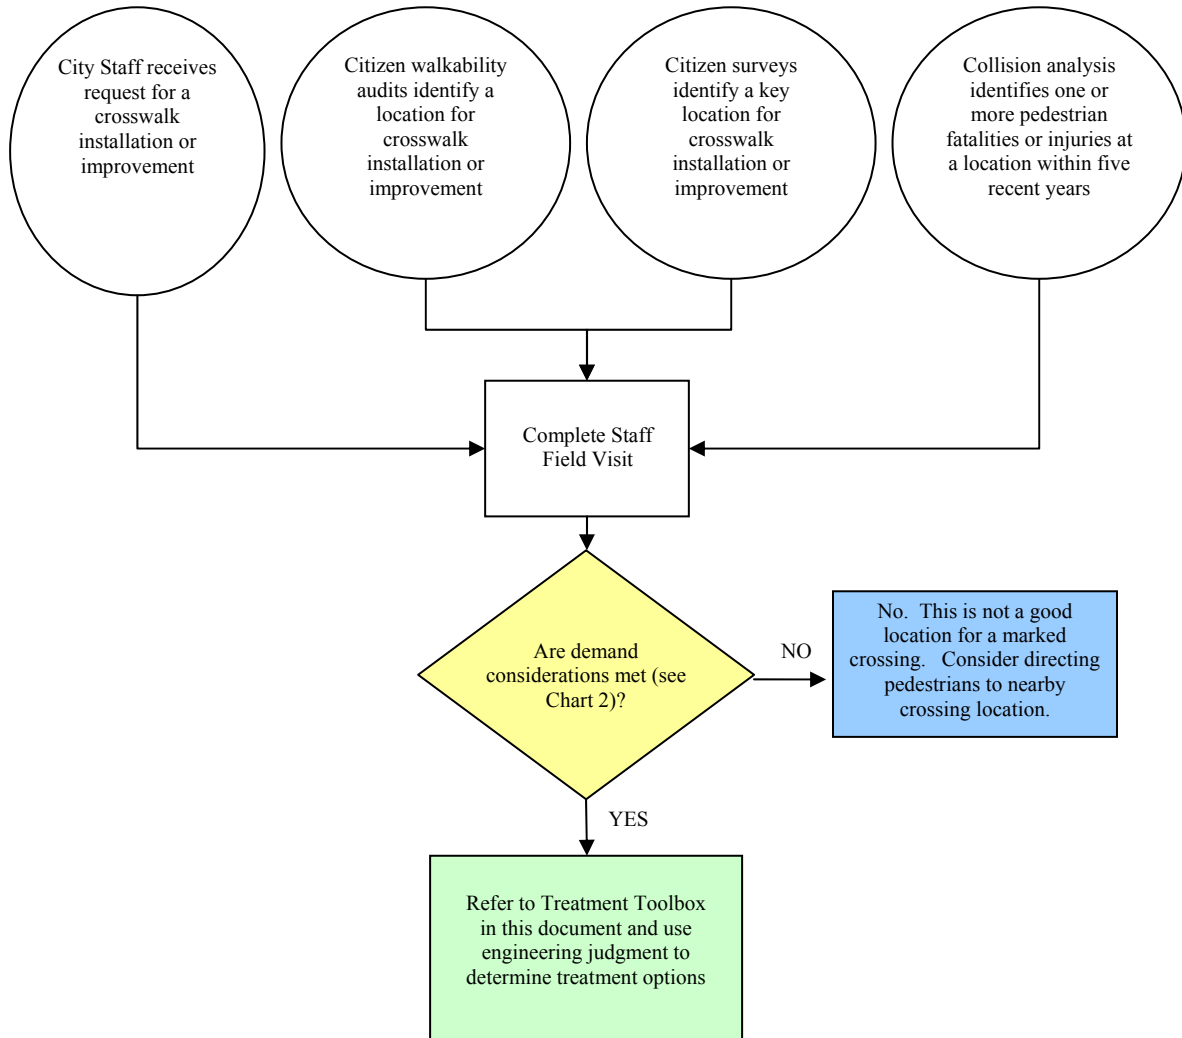 City Staff receives
request for a
crosswalk
installation or
improvement
Citizen walkability
audits identify a
location for
crosswalk
installation or
improvement
Citizen surveys
identify a key
location for
crosswalk
installation or
improvement
Collision analysis
identifies one or
more pedestrian
fatalities or injuries at
a location within five
recent years
Complete Staff
Field Visit
Are demand
considerations met (see
Chart 2)?
NO
No.  This is not a good
location for a marked
crossing.   Consider directing
pedestrians to nearby
crossing location.
YES
Refer to Treatment Toolbox
in this document and use
engineering judgment to
determine treatment options